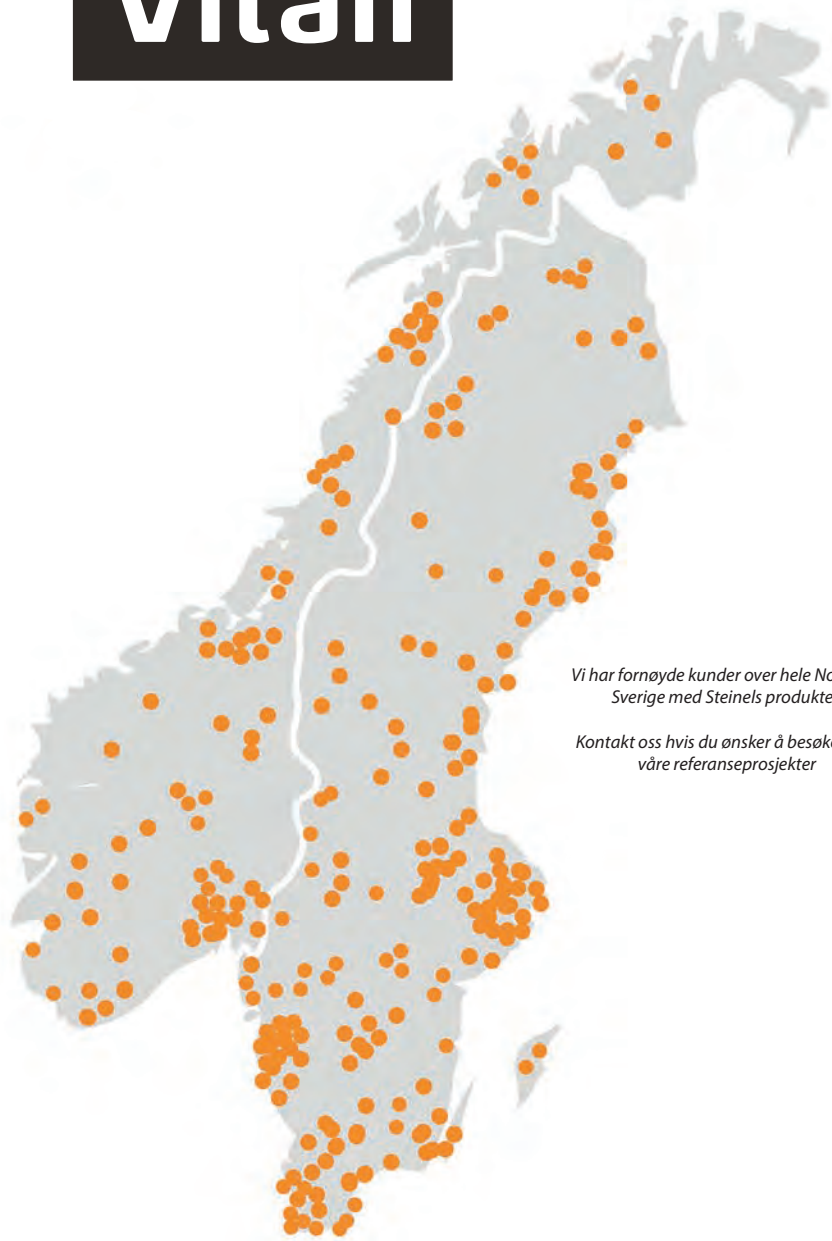 Vi har fornøyde kunder over hele No
Sverige med Steinels produkte
Kontakt oss hvis du ønsker å besøk
våre referanseprosjekter